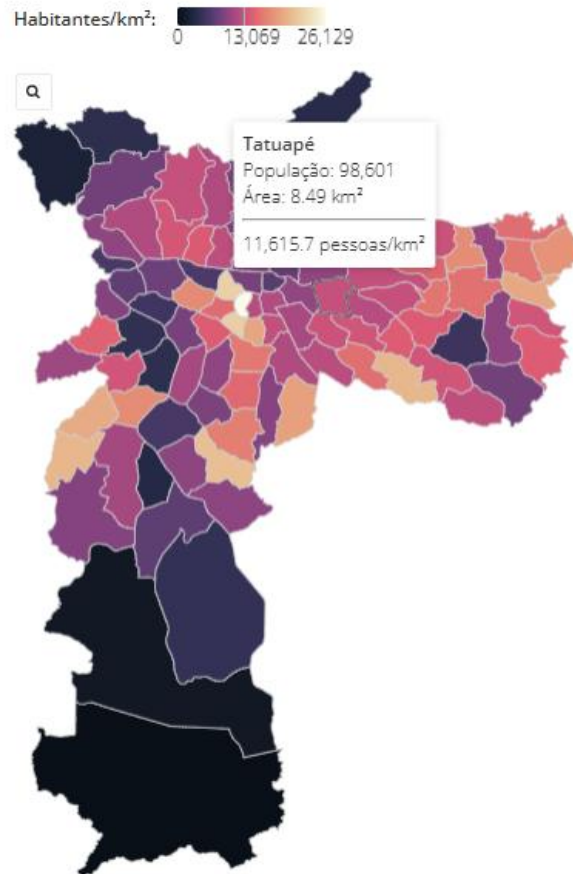 Habitantes/km²:
0 13,069 26,129
Tatuapé
População: 98,601
Área: 8.49 km²
11,615.7 pessoas/km²